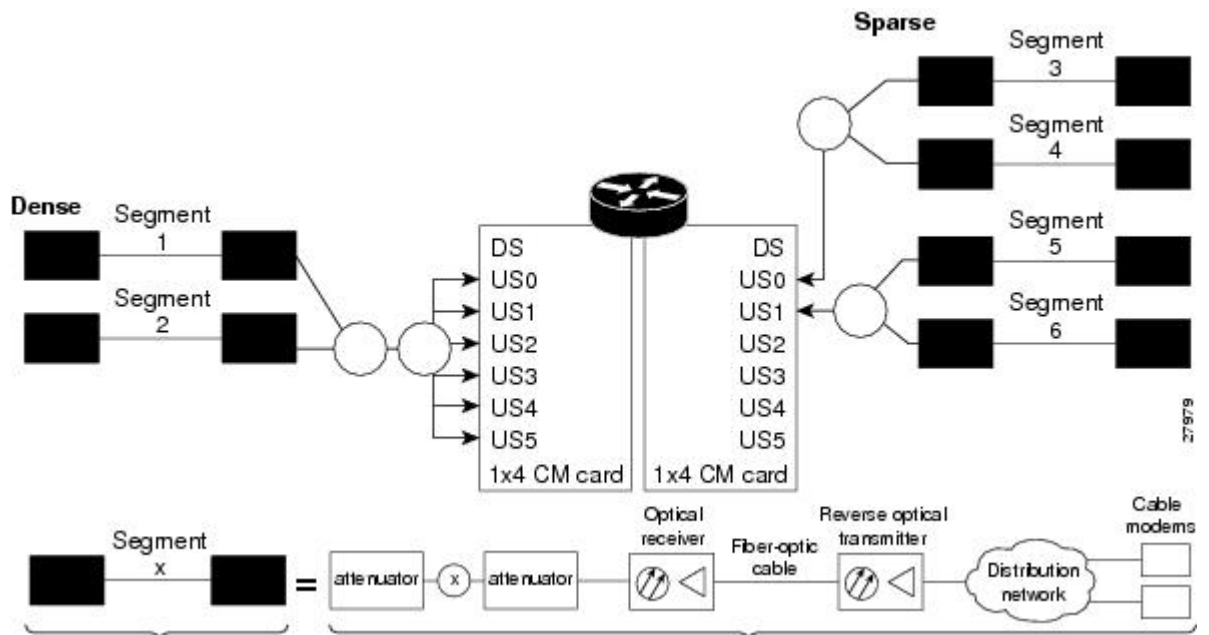 Sparse
Segment
3
Segment
4
Dense
Segment
1
Segment
2
DS
US0
US1
US2
US3
US4
US5
1x4 CM card
DS
US0
US1
US2
US3
US4
US5
1x4 CM card
Segment
5
Segment
6
27979
Segment
x
=
attenuator
x
attenuator
Optical
receiver
Fiber-optic
cable
Reverse optical
transmitter
Distribution
network
Cable
modems